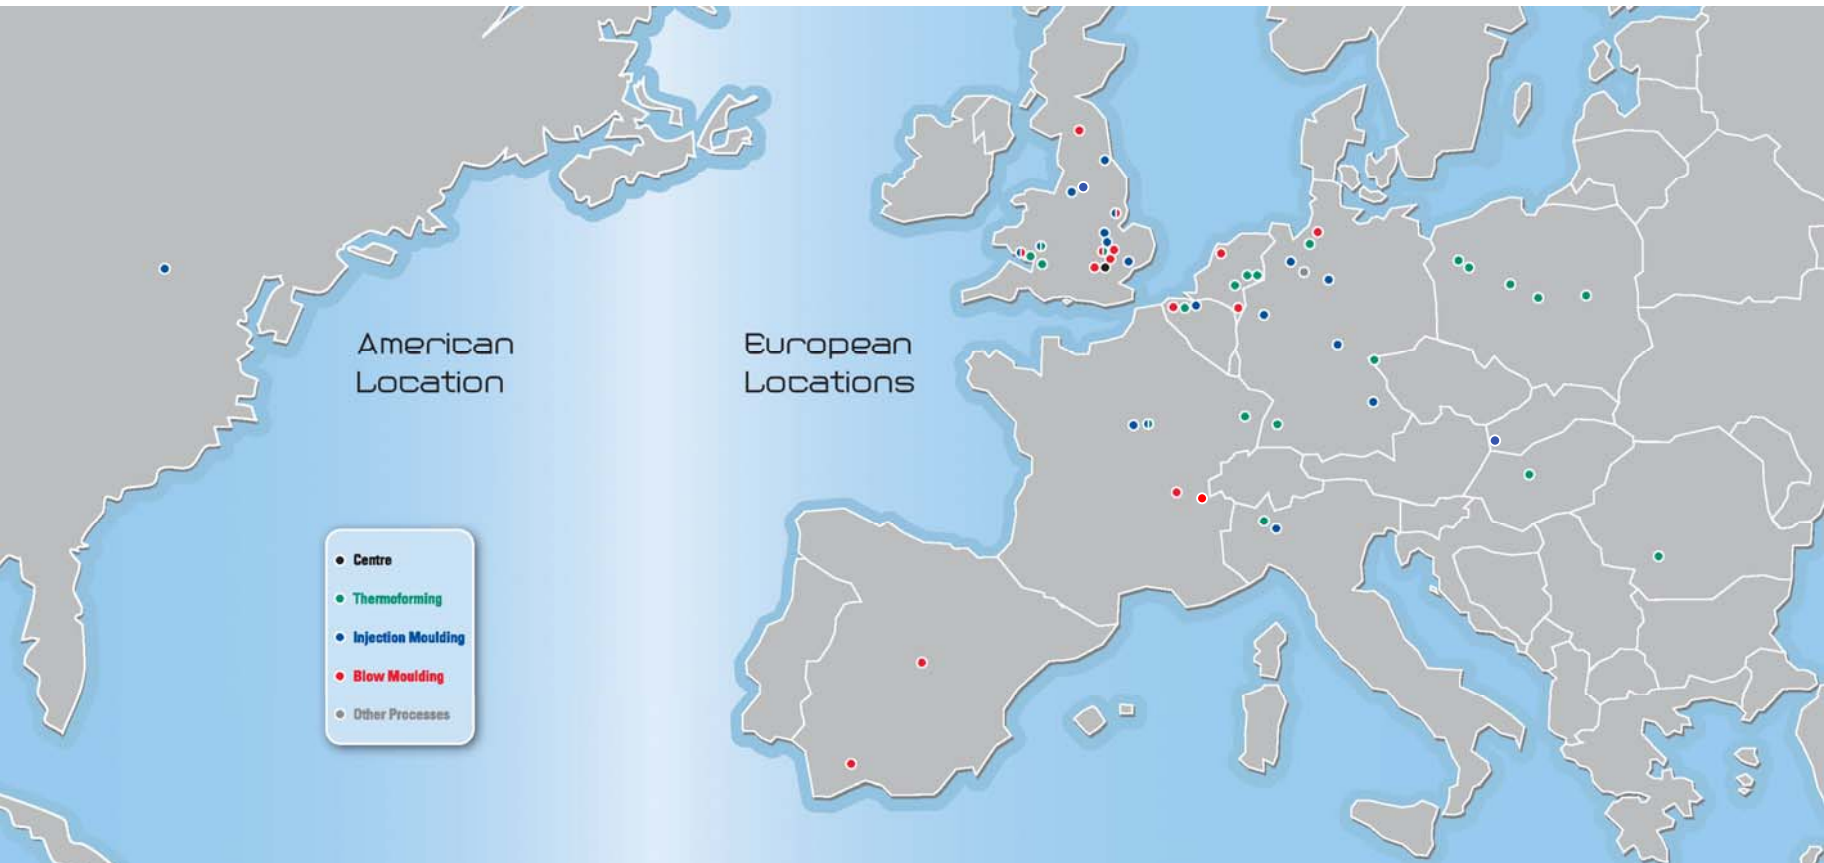 American
Location
European
Locations
Centre
Thermoforming
Injection Moulding
Blow Moulding
Other Processes